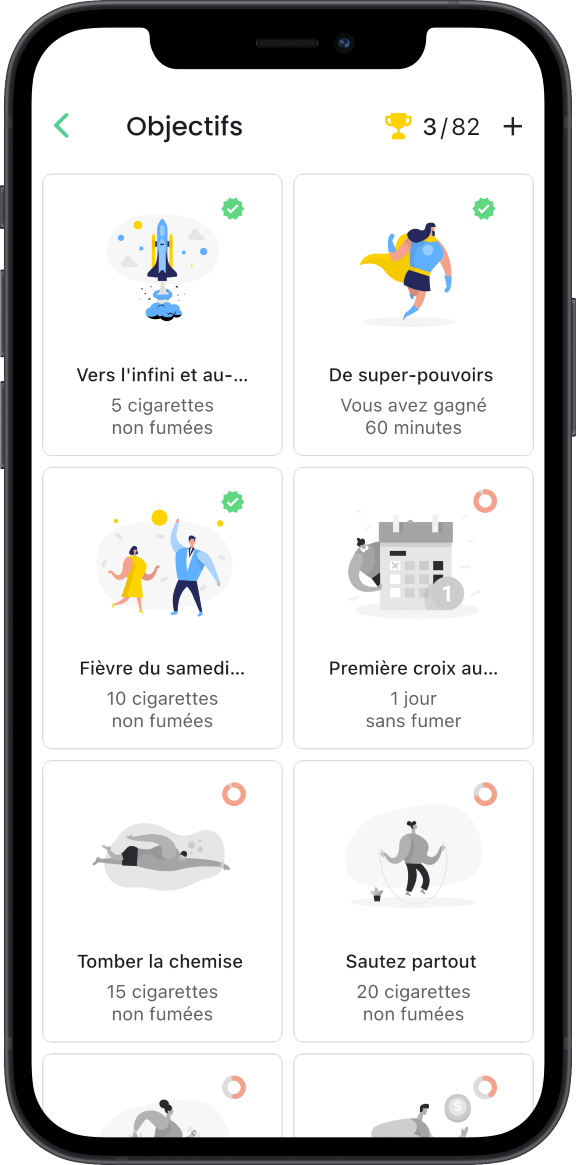 Objectifs 3/82 +
Vers l'infini et au-...
5 cigarettes
non fumées
De super-pouvoirs
Vous avez gagné
60 minutes
Fièvre du samedi...
10 cigarettes
non fumées
1
Première croix au...
1 jour
sans fumer
Tomber la chemise
15 cigarettes
non fumées
Sautez partout
20 cigarettes
non fumées
$